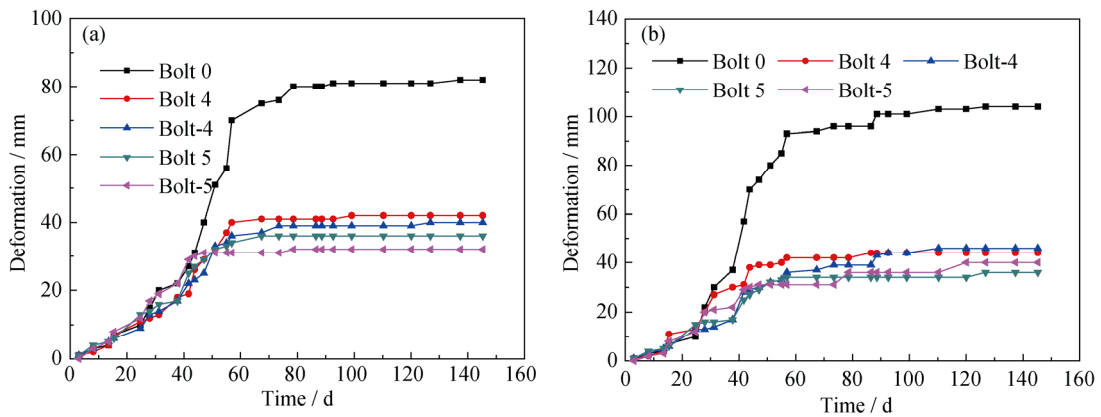 (a)
100
80
60
40
20
0
Deformation / mm
Bolt 0
Bolt 4
Bolt-4
Bolt 5
Bolt-5
0 20 40 60 80 100 120 140 160
Time / d
(b)
140
120
100
80
60
40
20
0
Deformation / mm
Bolt 0 Bolt 4 Bolt-4
Bolt 5 Bolt-5
0 20 40 60 80 100 120 140 160
Time / d